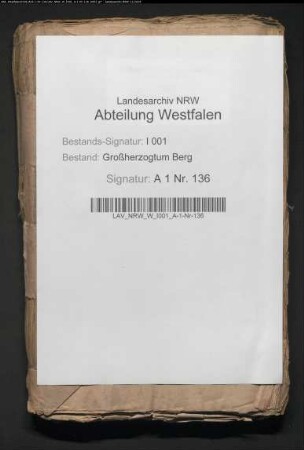 Landesarchiv NRW
Abteilung Westfalen
Bestands-Signatur: I 001
Bestand: Großherzogtum Berg
Signatur: A 1 Nr. 136
LAV_NRW_W_I001_A-1-Nr-136